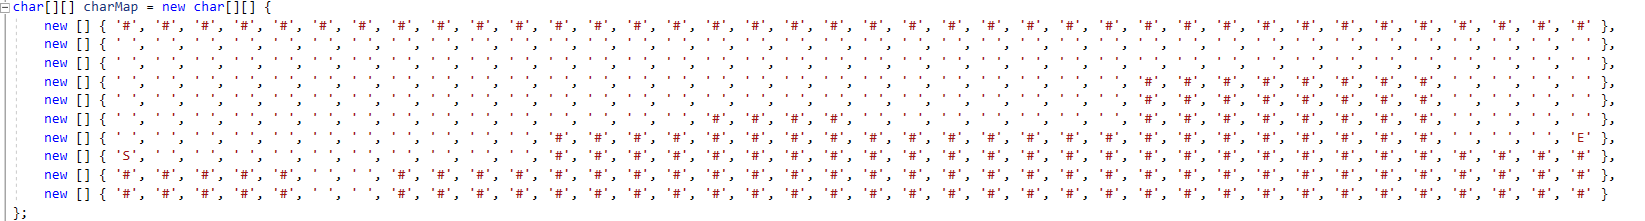 char[][] charMap = new char[][] {
new [] { '#', '#', '#', '#', '#', '#', '#', '#', '#', '#', '#', '#', '#', '#', '#', '#', '#', '#', '#', '#', '#', '#', '#', '#', '#', '#', '#', '#', '#', '#', '#', '#', '#', '#', '#', '#', '#', '#' },
new [] { ' ', ' ', ' ', ' ', ' ', ' ', ' ', ' ', ' ', ' ', ' ', ' ', ' ', ' ', ' ', ' ', ' ', ' ', ' ', ' ', ' ', ' ', ' ', ' ', ' ', ' ', ' ', ' ', ' ', ' ', ' ', ' ', ' ', ' ', ' ', ' ', ' ', ' ' },
new [] { ' ', ' ', ' ', ' ', ' ', ' ', ' ', ' ', ' ', ' ', ' ', ' ', ' ', ' ', ' ', ' ', ' ', ' ', ' ', ' ', ' ', ' ', ' ', ' ', ' ', ' ', ' ', ' ', ' ', ' ', ' ', ' ', ' ', ' ', ' ', ' ', ' ', ' ' },
new [] { ' ', ' ', ' ', ' ', ' ', ' ', ' ', ' ', ' ', ' ', ' ', ' ', ' ', ' ', ' ', ' ', ' ', ' ', ' ', ' ', ' ', ' ', ' ', ' ', ' ', ' ', '#', '#', '#', '#', '#', '#', '#', '#', ' ', ' ', ' ', ' ' },
new [] { ' ', ' ', ' ', ' ', ' ', ' ', ' ', ' ', ' ', ' ', ' ', ' ', ' ', ' ', ' ', ' ', ' ', ' ', ' ', ' ', ' ', ' ', ' ', ' ', ' ', ' ', '#', '#', '#', '#', '#', '#', '#', '#', ' ', ' ', ' ', ' ' },
new [] { ' ', ' ', ' ', ' ', ' ', ' ', ' ', ' ', ' ', ' ', ' ', ' ', ' ', ' ', ' ', '#', '#', '#', '#', ' ', ' ', ' ', ' ', ' ', ' ', ' ', '#', '#', '#', '#', '#', '#', '#', '#', ' ', ' ', ' ', ' ' },
new [] { ' ', ' ', ' ', ' ', ' ', ' ', ' ', ' ', ' ', ' ', ' ', '#', '#', '#', '#', '#', '#', '#', '#', '#', '#', '#', '#', '#', '#', '#', '#', '#', '#', '#', '#', '#', '#', '#', ' ', ' ', ' ', 'E' },
new [] { 'S', ' ', ' ', ' ', ' ', ' ', ' ', ' ', ' ', ' ', ' ', '#', '#', '#', '#', '#', '#', '#', '#', '#', '#', '#', '#', '#', '#', '#', '#', '#', '#', '#', '#', '#', '#', '#', '#', '#', '#', '#' },
new [] { '#', '#', '#', '#', '#', ' ', ' ', '#', '#', '#', '#', '#', '#', '#', '#', '#', '#', '#', '#', '#', '#', '#', '#', '#', '#', '#', '#', '#', '#', '#', '#', '#', '#', '#', '#', '#', '#', '#' },
new [] { '#', '#', '#', '#', '#', ' ', ' ', '#', '#', '#', '#', '#', '#', '#', '#', '#', '#', '#', '#', '#', '#', '#', '#', '#', '#', '#', '#', '#', '#', '#', '#', '#', '#', '#', '#', '#', '#', '#' }
};